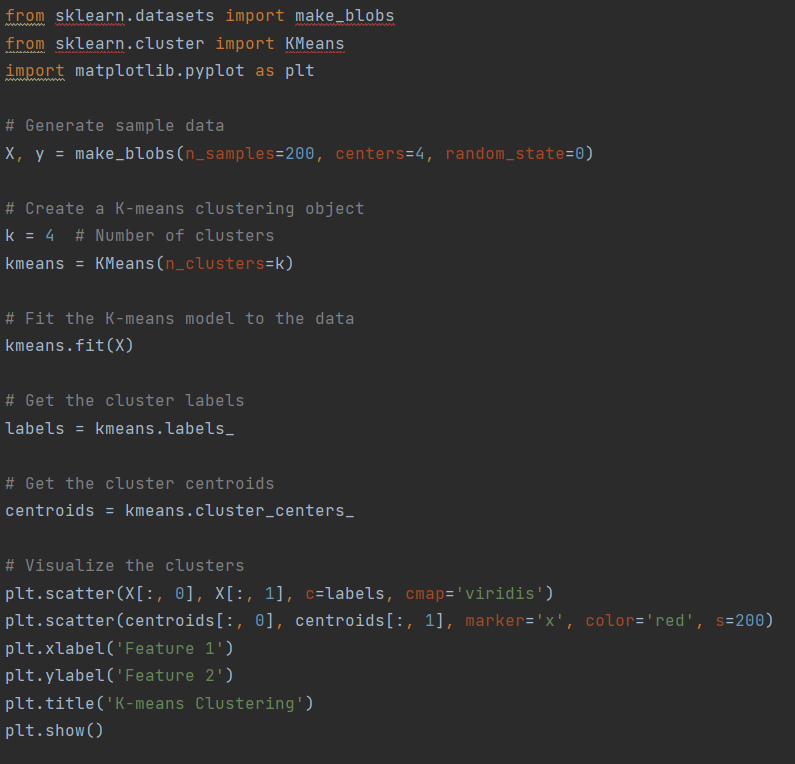 from sklearn.datasets import make_blobs
from sklearn.cluster import KMeans
import matplotlib.pyplot as plt
# Generate sample data
X, y = make_blobs(n_samples=200, centers=4, random_state=0)
# Create a K-means clustering object
k = 4  # Number of clusters
kmeans = KMeans(n_clusters=k)
# Fit the K-means model to the data
kmeans.fit(X)
# Get the cluster labels
labels = kmeans.labels_
# Get the cluster centroids
centroids = kmeans.cluster_centers_
# Visualize the clusters
plt.scatter(X[:, 0], X[:, 1], c=labels, cmap='viridis')
plt.scatter(centroids[:, 0], centroids[:, 1], marker='x', color='red', s=200)
plt.xlabel('Feature 1')
plt.ylabel('Feature 2')
plt.title('K-means Clustering')
plt.show()